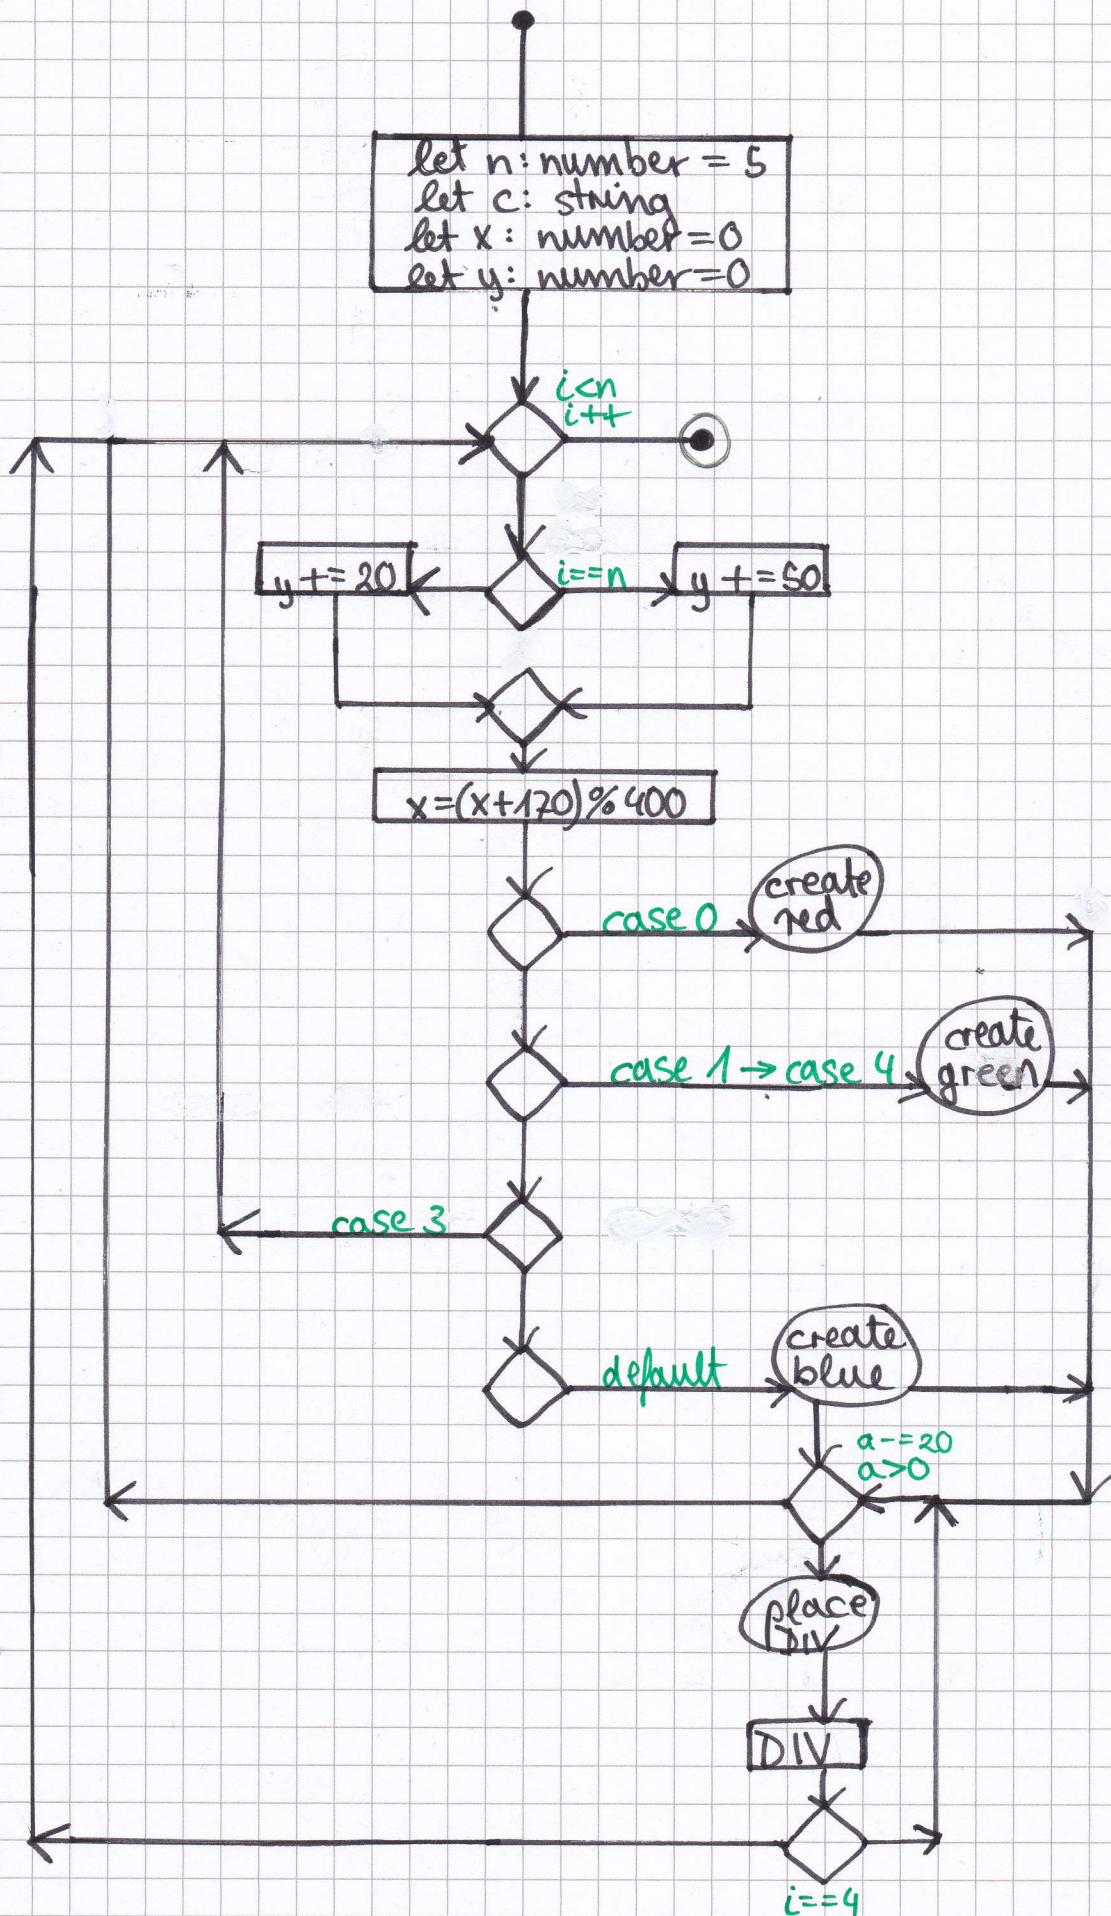 let n: number = 5
let c: string
let x: number=0
let y: number=0
i<n
i++
y+=20
i==n
y+=50
x=(x+170)%400
case 0
create
red
case 1→case 4
create
green
case 3
default
create
blue
a-=20
a>0
place
DIV
DIV
i==4